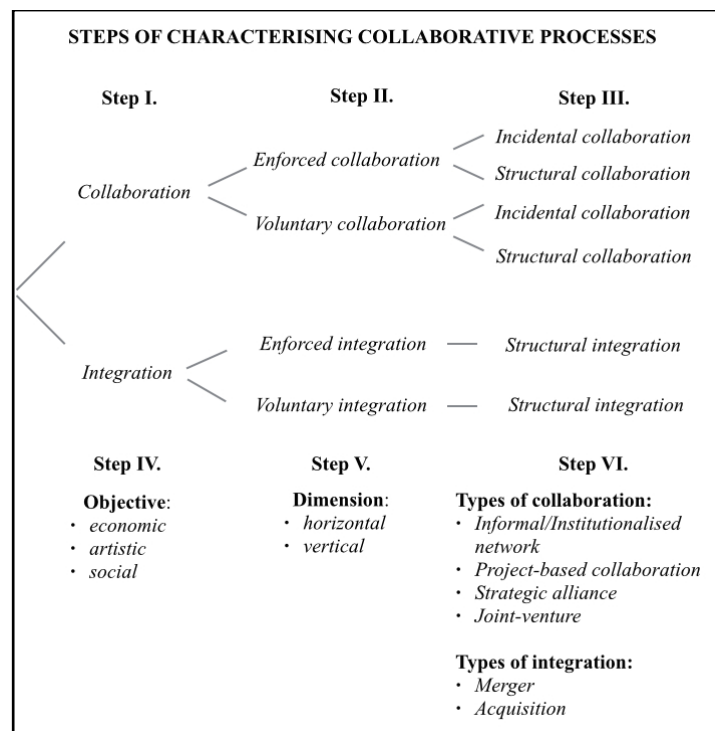 STEPS OF CHARACTERISING COLLABORATIVE PROCESSES
Step I.
Step II.
Step III.
Collaboration
Enforced collaboration
Incidental collaboration
Structural collaboration
Voluntary collaboration
Incidental collaboration
Structural collaboration
Integration
Enforced integration
Structural integration
Voluntary integration
Structural integration
Step IV.
Objective:
· economic
· artistic
· social
Step V.
Dimension:
· horizontal
· vertical
Step VI.
Types of collaboration:
· Informal/Institutionalised
network
· Project-based collaboration
· Strategic alliance
· Joint-venture
Types of integration:
· Merger
· Acquisition